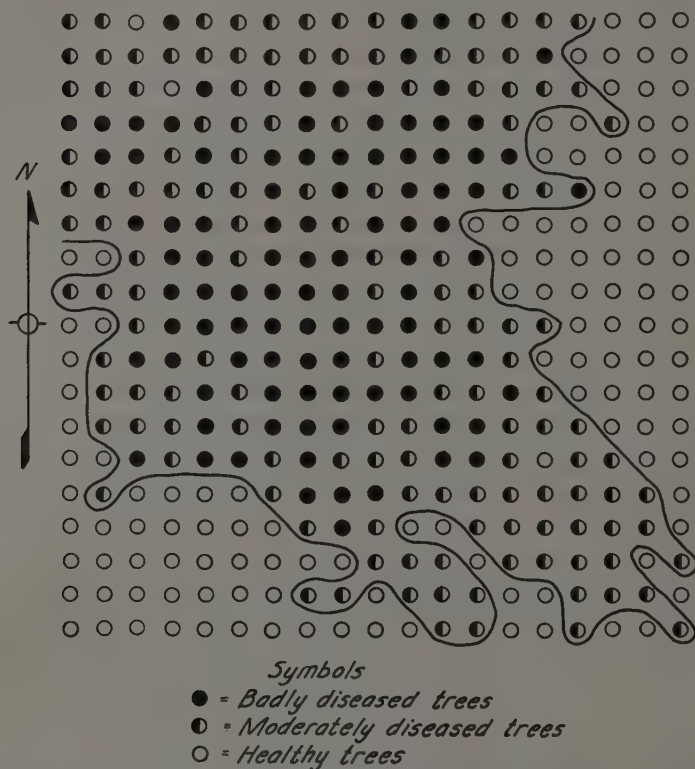 N
Symbols
● = Badly diseased trees
◐ = Moderately diseased trees
○ = Healthy trees